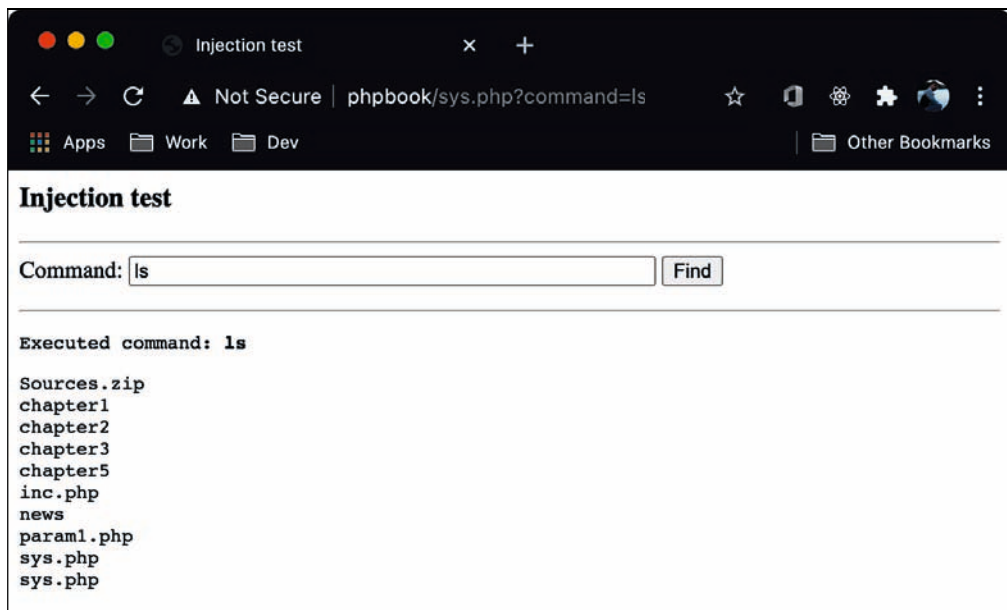 Injection test
Not Secure phpbook/sys.php?command=ls
Apps Work Dev Other Bookmarks
Injection test
Command: ls Find
Executed command: ls
Sources.zip
chapter1
chapter2
chapter3
chapter5
inc.php
news
param1.php
sys.php
sys.php